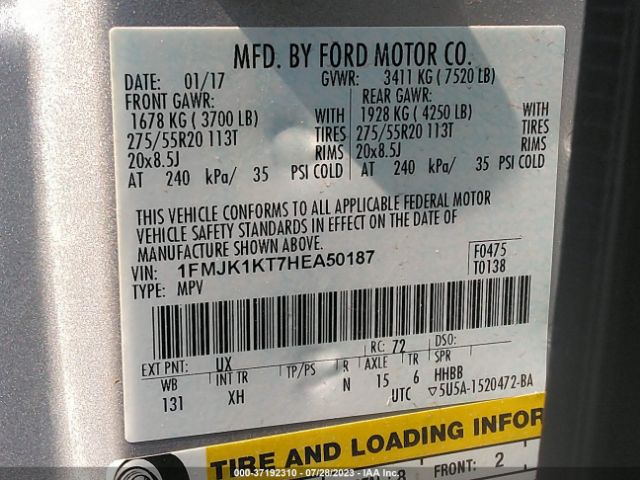 MFD. BY FORD MOTOR CO.
DATE: 01/17 GVWR: 3411 KG ( 7520 LB)
FRONT GAWR: REAR GAWR:
1678 KG ( 3700 LB) WITH 1928 KG ( 4250 LB) WITH
275/55R20 113T TIRES 275/55R20 113T TIRES
20x8.5J RIMS 20x8.5J RIMS
AT 240 kPa/ 35 PSI COLD AT 240 kPa/ 35 PSI COLD
THIS VEHICLE CONFORMS TO ALL APPLICABLE FEDERAL MOTOR
VEHICLE SAFETY STANDARDS IN EFFECT ON THE DATE OF
MANUFACTURE SHOWN ABOVE.
VIN: 1FMJK1KT7HEA50187 F0475
TYPE: MPV T0138
EXT PNT: UX RC: 72 DSO:
WB INT TR TP/PS R AXLE TR SPR
131 XH N 15 6 HHBB
UTC ▽5U5A-1520472-BA
TIRE AND LOADING INFOR
FRONT: 2
000-37192310 - 07/28/2023 - IAA Inc.